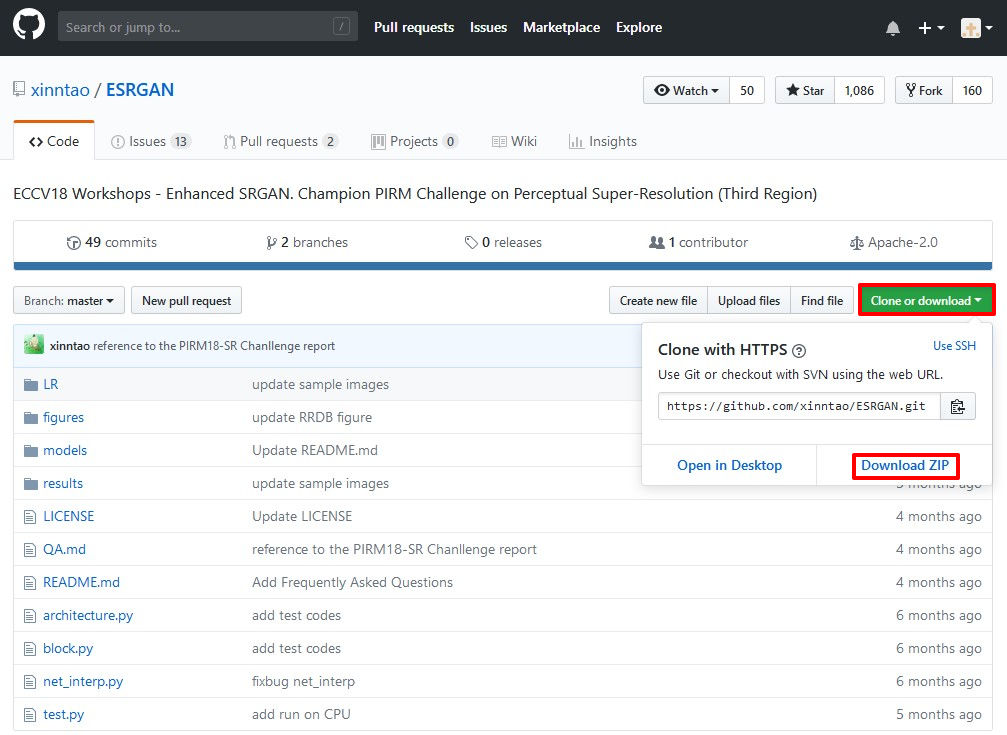 Search or jump to... / Pull requests Issues Marketplace Explore
xinntao / ESRGAN Watch 50 Star 1,086 Fork 160
Code Issues 13 Pull requests 2 Projects 0 Wiki Insights
ECCV18 Workshops - Enhanced SRGAN. Champion PIRM Challenge on Perceptual Super-Resolution (Third Region)
49 commits 2 branches 0 releases 1 contributor Apache-2.0
Branch: master New pull request Create new file Upload files Find file Clone or download
xinntao reference to the PIRM18-SR Chanllenge report
Clone with HTTPS ? Use SSH
Use Git or checkout with SVN using the web URL.
https://github.com/xinntao/ESRGAN.git
Open in Desktop Download ZIP
LR update sample images
figures update RRDB figure
models Update README.md
results update sample images 5 months ago
LICENSE Update LICENSE 4 months ago
QA.md reference to the PIRM18-SR Chanllenge report 4 months ago
README.md Add Frequently Asked Questions 4 months ago
architecture.py add test codes 6 months ago
block.py add test codes 6 months ago
net_interp.py fixbug net_interp 6 months ago
test.py add run on CPU 5 months ago